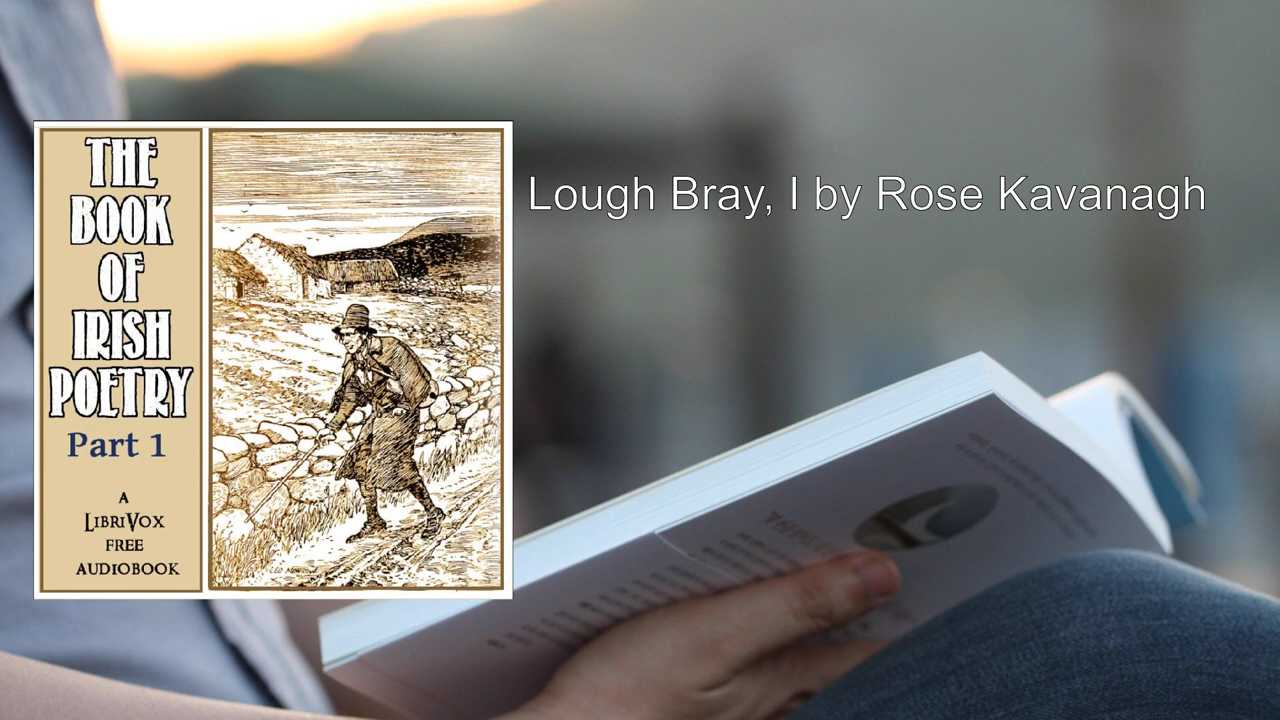 THE
BOOK
OF
IRISH
POETRY
Part 1
A
LIBRIVOX
FREE
AUDIOBOOK
Lough Bray, I by Rose Kavanagh